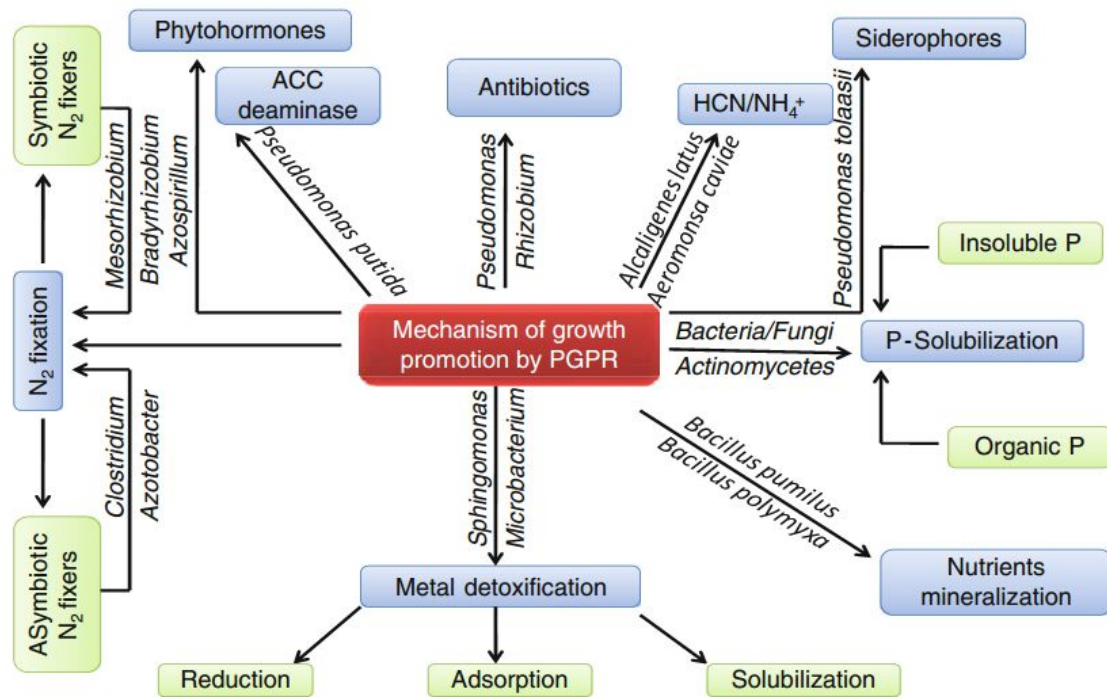 Phytohormones
Siderophores
Symbiotic
N₂ fixers
ACC
deaminase
Antibiotics
HCN/NH₄⁺
Mesorhizobium
Bradyrhizobium
Azospirillum
Pseudomonas putida
Pseudomonas
Rhizobium
Alcaligenes latus
Aeromonsa caviae
Pseudomonas tolaasii
Insoluble P
N₂ fixation
Mechanism of growth
promotion by PGPR
Bacteria/Fungi
Actinomycetes
P-Solubilization
Organic P
Clostridium
Azotobacter
Sphingomonas
Microbacterium
Bacillus pumilus
Bacillus polymyxa
ASymbiotic
N₂ fixers
Metal detoxification
Nutrients
mineralization
Reduction
Adsorption
Solubilization